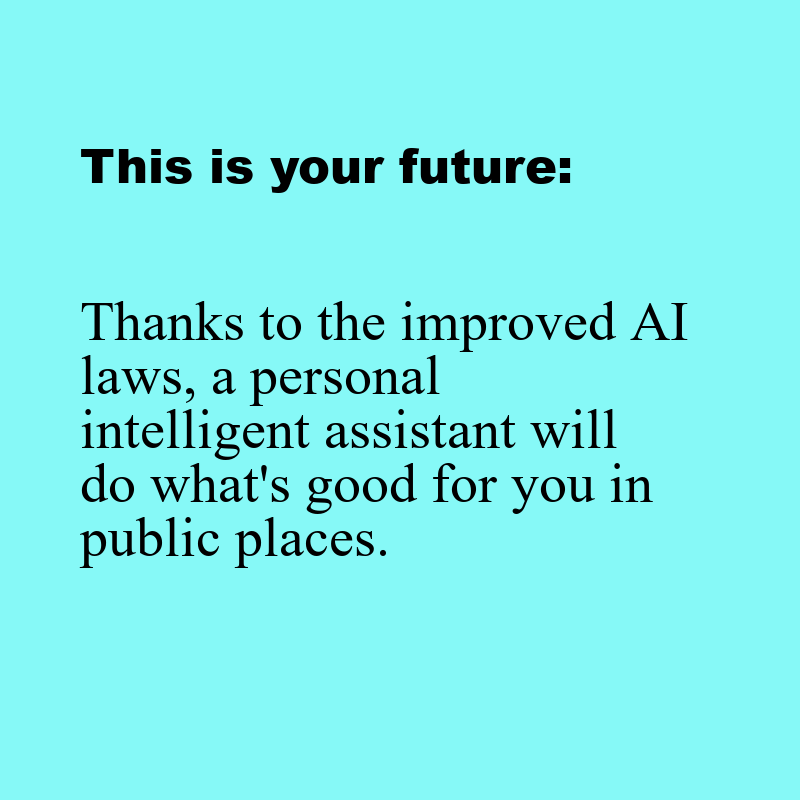 This is your future:
Thanks to the improved AI
laws, a personal
intelligent assistant will
do what's good for you in
public places.